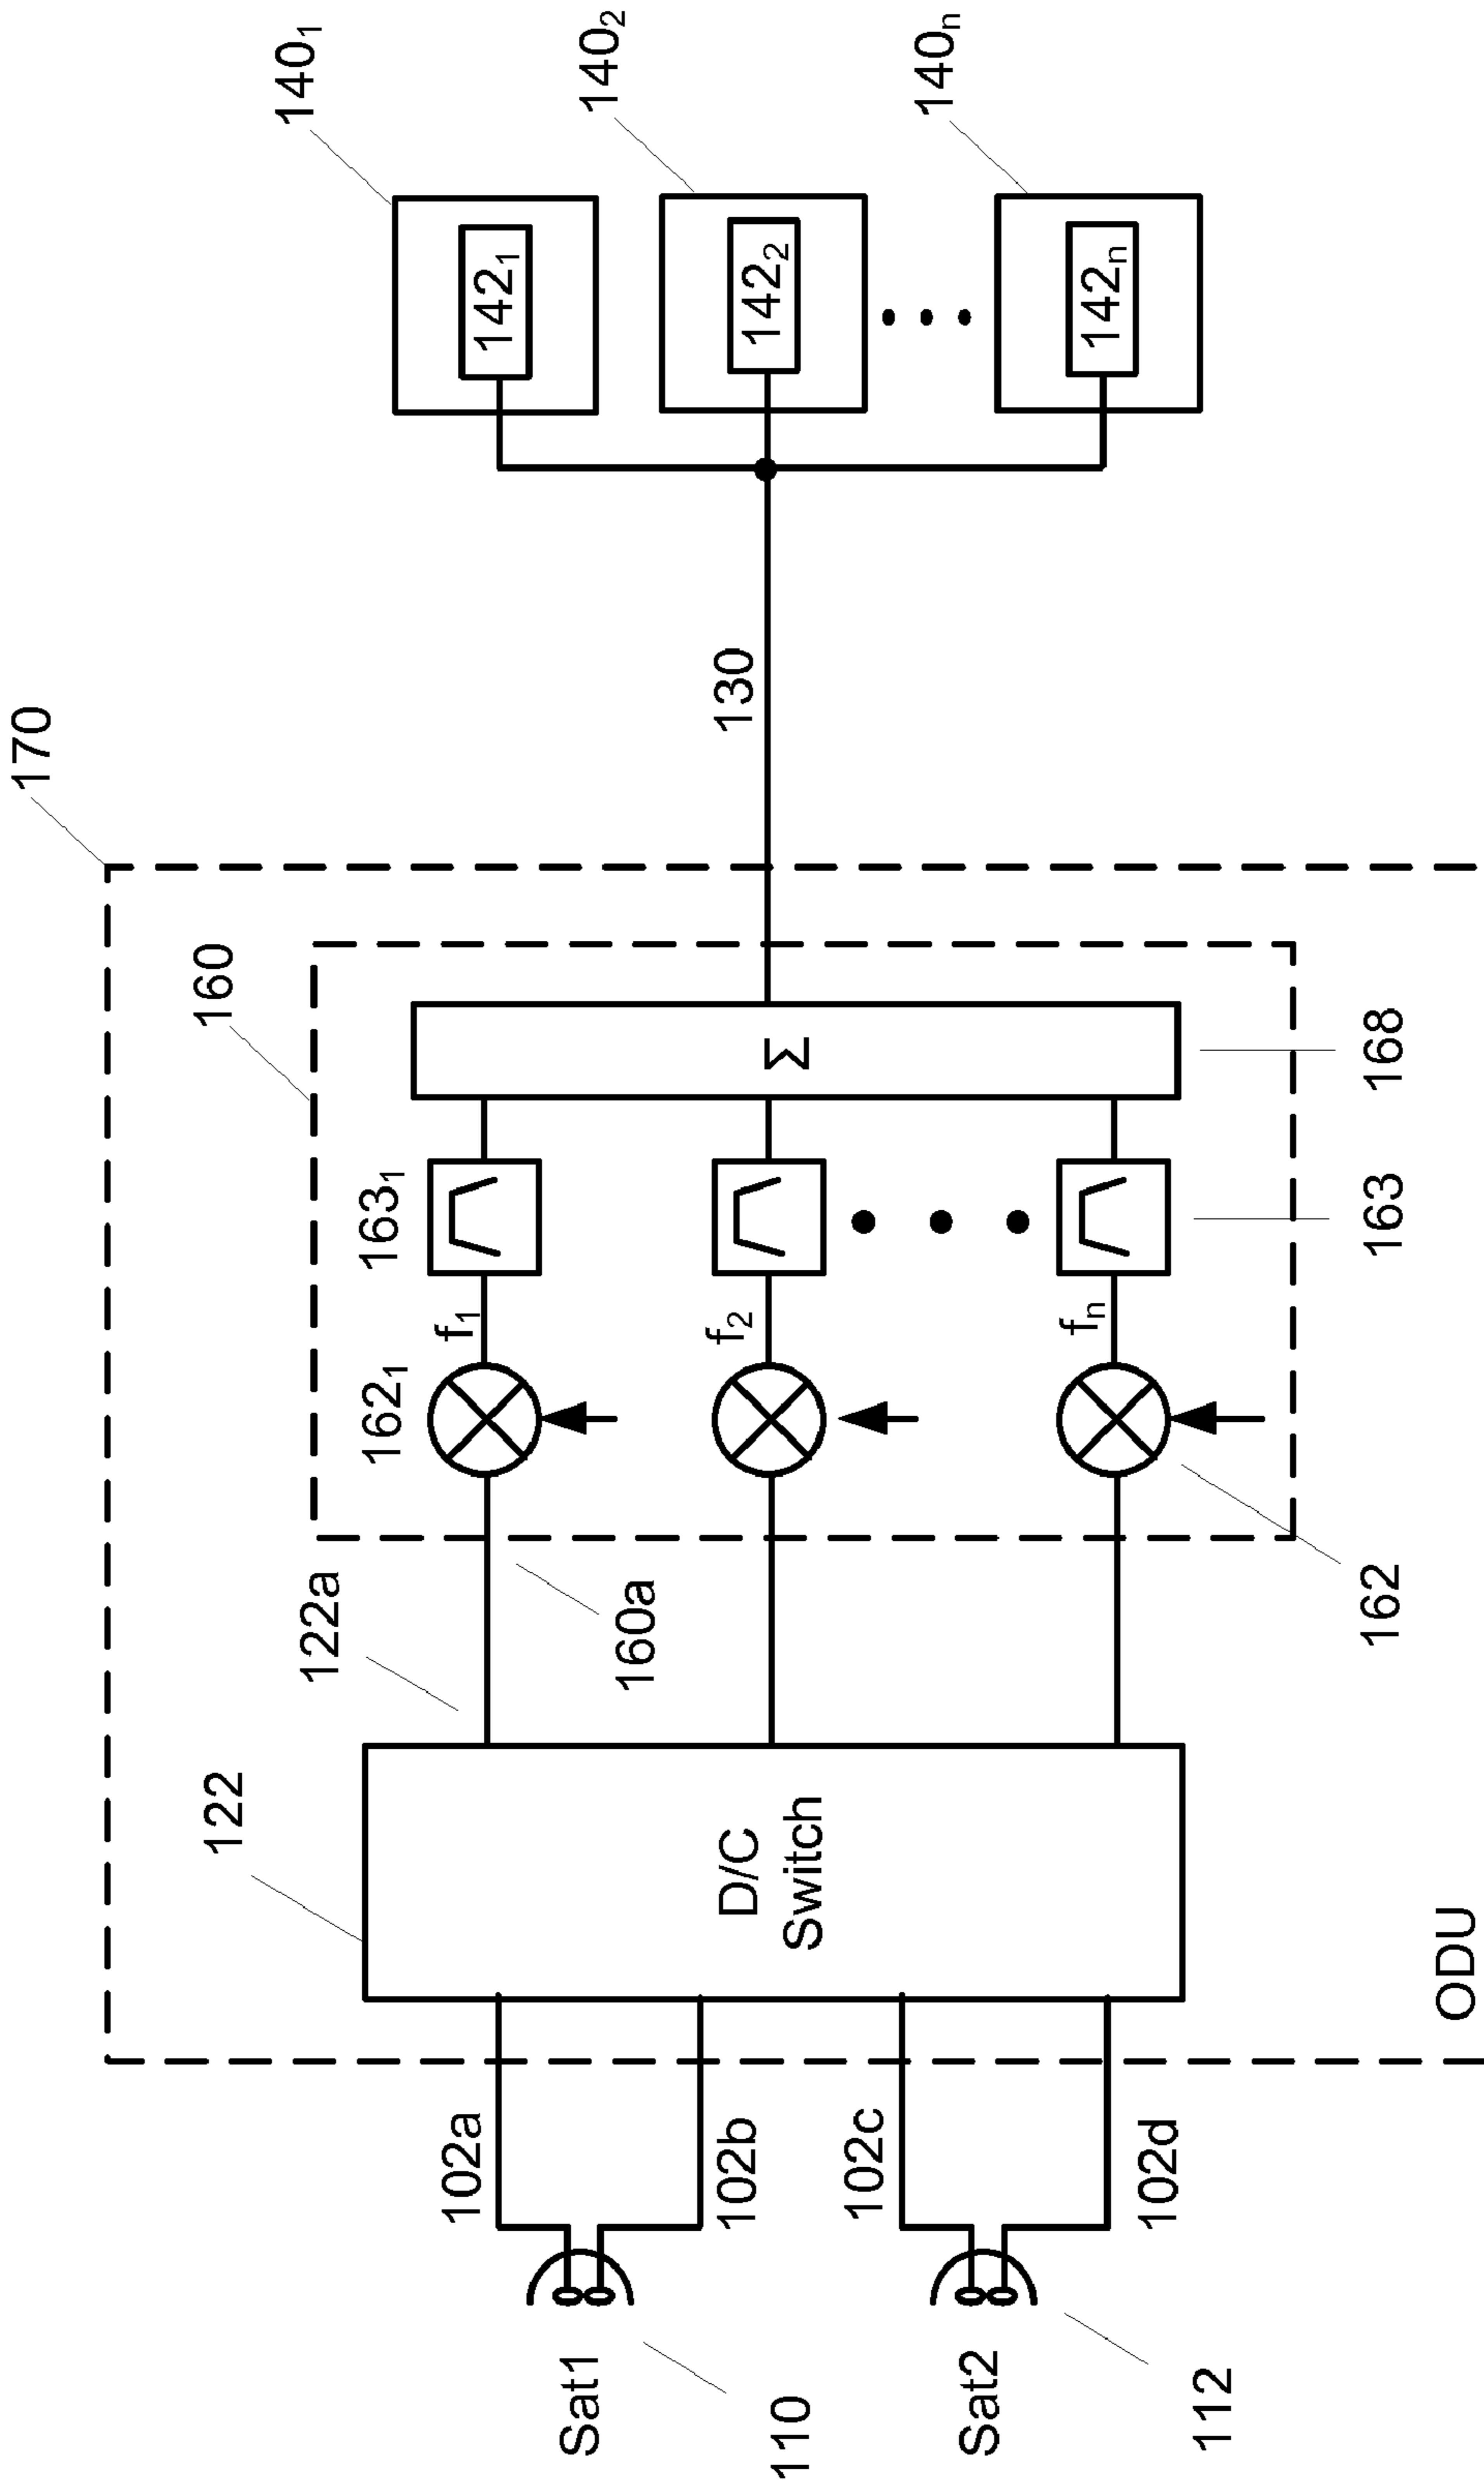 170
160
140₁
122
122a
162₁
163₁
142₁
f₁
102a
160a
Sat1
110
140₂
102b
D/C
Switch
f₂
Σ
130
142₂
102c
Sat2
112
140ₙ
102d
fₙ
142ₙ
162
163
168
ODU